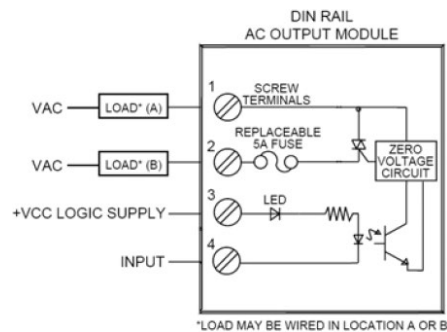 DIN RAIL
AC OUTPUT MODULE
1
SCREW
TERMINALS
VAC
LOAD* (A)
REPLACEABLE
5A FUSE
2
VAC
LOAD* (B)
ZERO
VOLTAGE
CIRCUIT
3
LED
+VCC LOGIC SUPPLY
4
INPUT
*LOAD MAY BE WIRED IN LOCATION A OR B